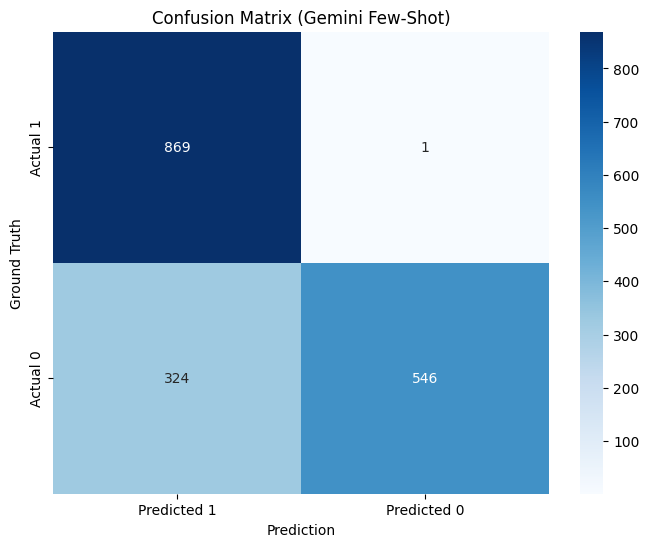 Confusion Matrix (Gemini Few-Shot)
Ground Truth
Actual 1
869
1
Actual 0
324
546
Predicted 1
Predicted 0
Prediction
800
700
600
500
400
300
200
100